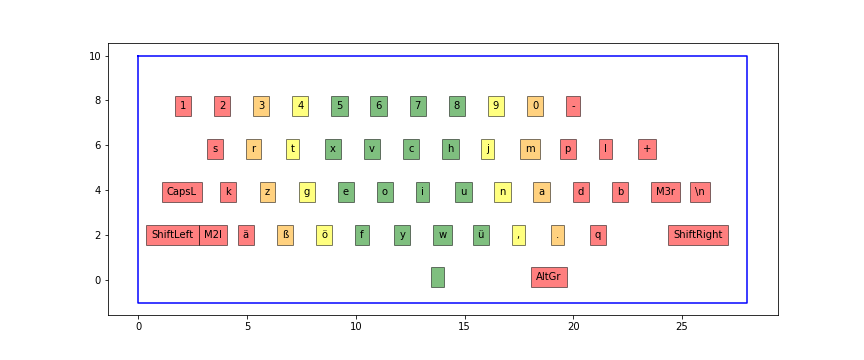 10
8 1 2 3 4 5 6 7 8 9 0 -
6 s r t x v c h j m p l +
4 CapsL k z g e o i u n a d b M3r \n
2 ShiftLeft M2l ä ß ö f y w ü , . q ShiftRight
0 AltGr
0 5 10 15 20 25